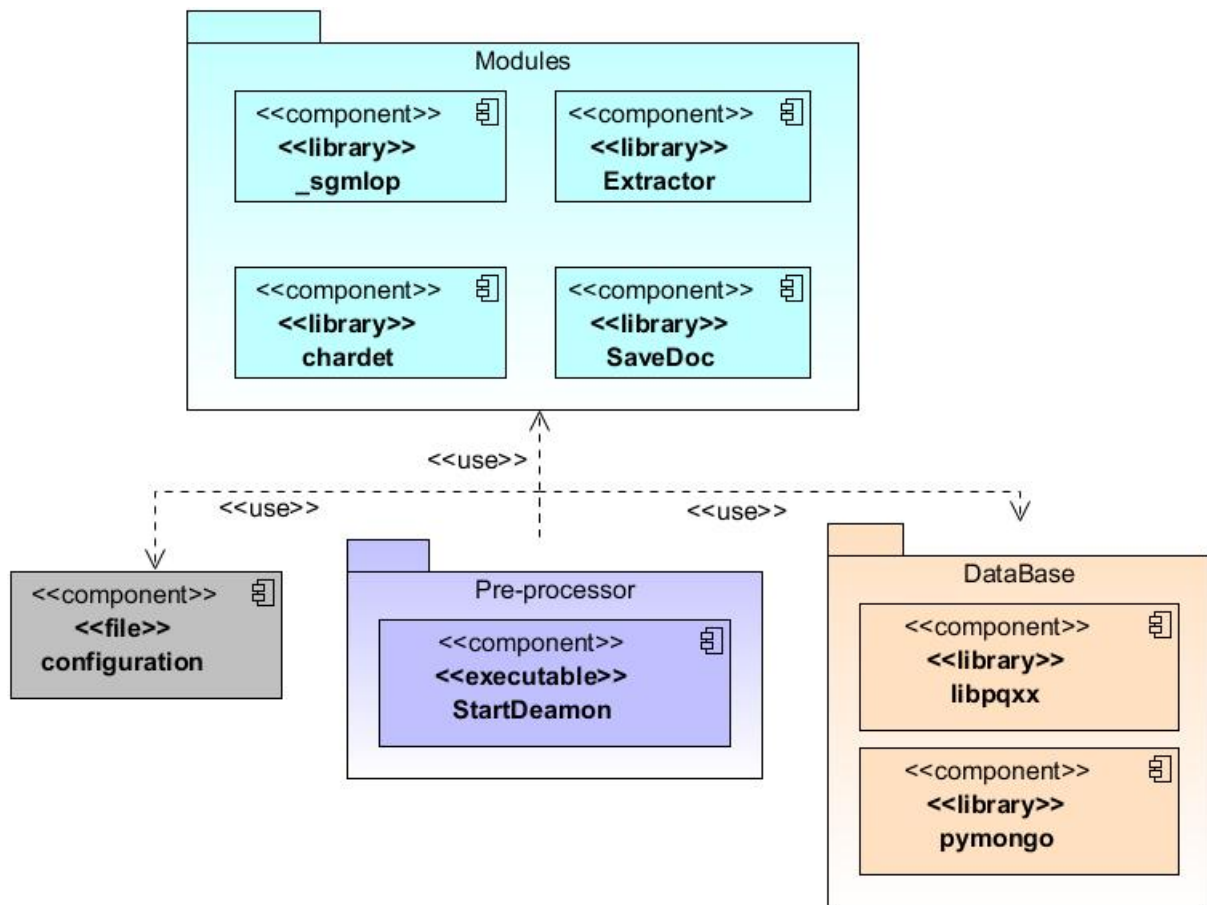 Modules
<<component>>
<<library>>
_sgmlop
<<component>>
<<library>>
Extractor
<<component>>
<<library>>
chardet
<<component>>
<<library>>
SaveDoc
<<use>>
<<use>>
<<use>>
<<component>>
<<file>>
configuration
Pre-processor
<<component>>
<<executable>>
StartDeamon
DataBase
<<component>>
<<library>>
libpqxx
<<component>>
<<library>>
pymongo